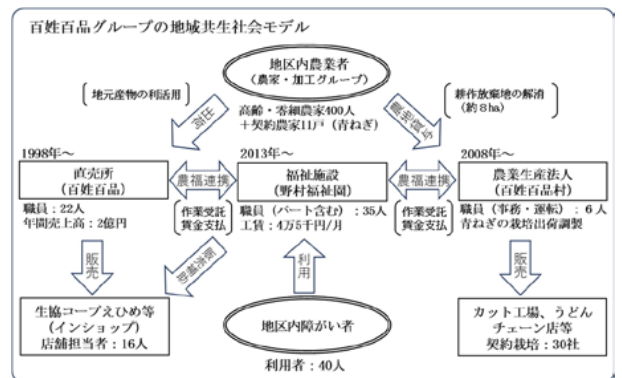 百姓百品グループの地域共生社会モデル
地区内農業者
(農家・加工グループ)
地元産物の利活用
高齢・零細農家400人
+契約農家11戸(青ねぎ)
耕作放棄地の解消
(約8ha)
出荷
1998年~
直売所
(百姓百品)
職員:22人
年間売上高:2億円
農福連携
作業受託
賃金支払
2013年~
福祉施設
(野村福祉園)
職員(パート含む):35人
工賃:4万5千円/月
農福連携
作業受託
賃金支払
2008年~
農業生産法人
(百姓百品村)
職員(事務・運転):6人
青ねぎの栽培出荷調製
販売
販売補助
利用
販売
生協コープえひめ等
(インショップ)
店舗担当者:16人
地区内障がい者
利用者:40人
カット工場、うどん
チェーン店等
契約栽培:30社